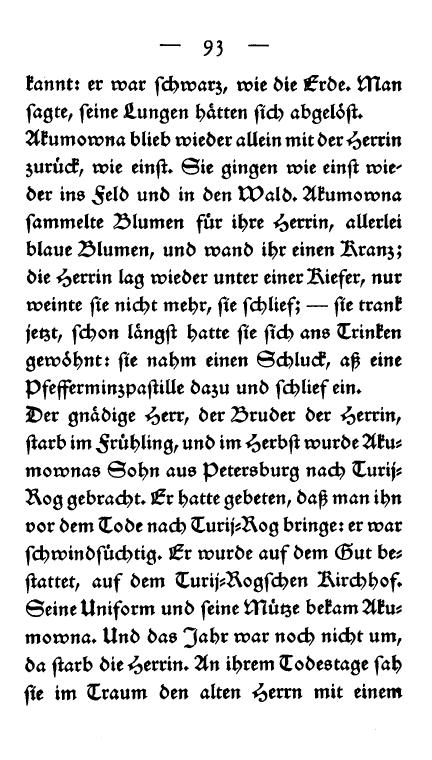 — 93 —
kannt: er war schwarz, wie die Erde. Man
sagte, seine Lungen hätten sich abgelöst.
Akumowna blieb wieder allein mit der Herrin
zurück, wie einst. Sie gingen wie einst wie-
der ins Feld und in den Wald. Akumowna
sammelte Blumen für ihre Herrin, allerlei
blaue Blumen, und wand ihr einen Kranz;
die Herrin lag wieder unter einer Kiefer, nur
weinte sie nicht mehr, sie schlief; — sie trank
jetzt, schon längst hatte sie sich ans Trinken
gewöhnt: sie nahm einen Schluck, aß eine
Pfefferminzpastille dazu und schlief ein.
Der gnädige Herr, der Bruder der Herrin,
starb im Frühling, und im Herbst wurde Aku-
mownas Sohn aus Petersburg nach Turij-
Rog gebracht. Er hatte gebeten, daß man ihn
vor dem Tode nach Turij-Rog bringe: er war
schwindsüchtig. Er wurde auf dem Gut be-
stattet, auf dem Turij-Rogschen Kirchhof.
Seine Uniform und seine Mütze bekam Aku-
mowna. Und das Jahr war noch nicht um,
da starb die Herrin. An ihrem Todestage sah
sie im Traum den alten Herrn mit einem